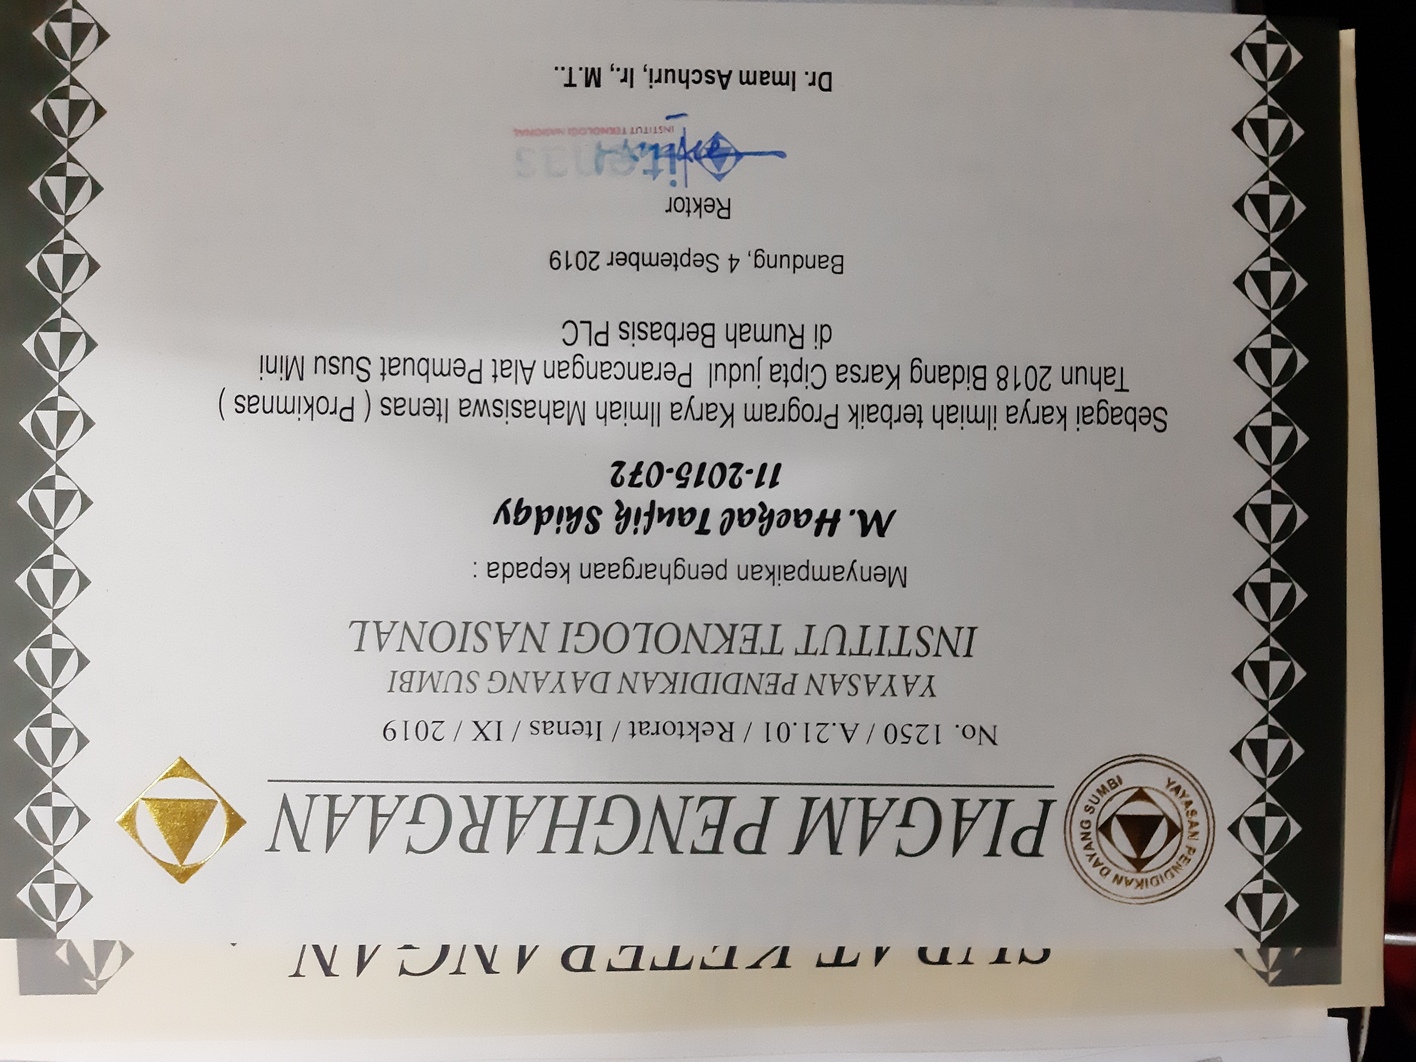 SURAT KETERANGAN
YAYASAN PENDIDIKAN DAYANG SUMBI
PIAGAM PENGHARGAAN
No. 1250 / A.21.01 / Rektorat / Itenas / IX / 2019
YAYASAN PENDIDIKAN DAYANG SUMBI
INSTITUT TEKNOLOGI NASIONAL
Menyampaikan penghargaan kepada :
M. Haekal Taufik Shidqy
11-2015-072
Sebagai karya ilmiah terbaik Program Karya Ilmiah Mahasiswa Itenas ( Prokimnas )
Tahun 2018 Bidang Karsa Cipta judul Perancangan Alat Pembuat Susu Mini
di Rumah Berbasis PLC
Bandung, 4 September 2019
Rektor
itenas
INSTITUT TEKNOLOGI NASIONAL
Dr. Imam Aschuri, Ir., M.T..